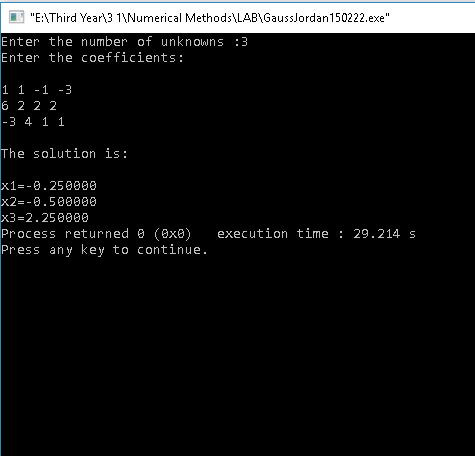 "E:\Third Year\3 1\Numerical Methods\LAB\GaussJordan150222.exe"
Enter the number of unknowns :3
Enter the coefficients:
1 1 -1 -3
6 2 2 2
-3 4 1 1
The solution is:
x1=-0.250000
x2=-0.500000
x3=2.250000
Process returned 0 (0x0)   execution time : 29.214 s
Press any key to continue.